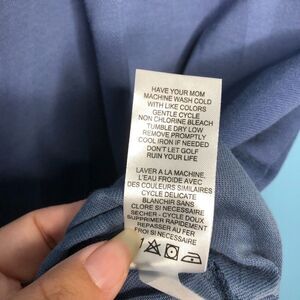 HAVE YOUR MOM
MACHINE WASH COLD
WITH LIKE COLORS
GENTLE CYCLE
NON CHLORINE BLEACH
TUMBLE DRY LOW
REMOVE PROMPTLY
COOL IRON IF NEEDED
DON'T LET GOLF
RUIN YOUR LIFE
LAVER A LA MACHINE.
L'EAU FROIDE AVEC
DES COULEURS SIMILAIRES
CYCLE DELICATE
BLANCHIR SANS
CLORE SI NECESSAIRE
SECHER - CYCLE DOUX
SUPPRIMER RAPIDEMENT
REPASSER AU FER
FROI SI NECESSAIRE